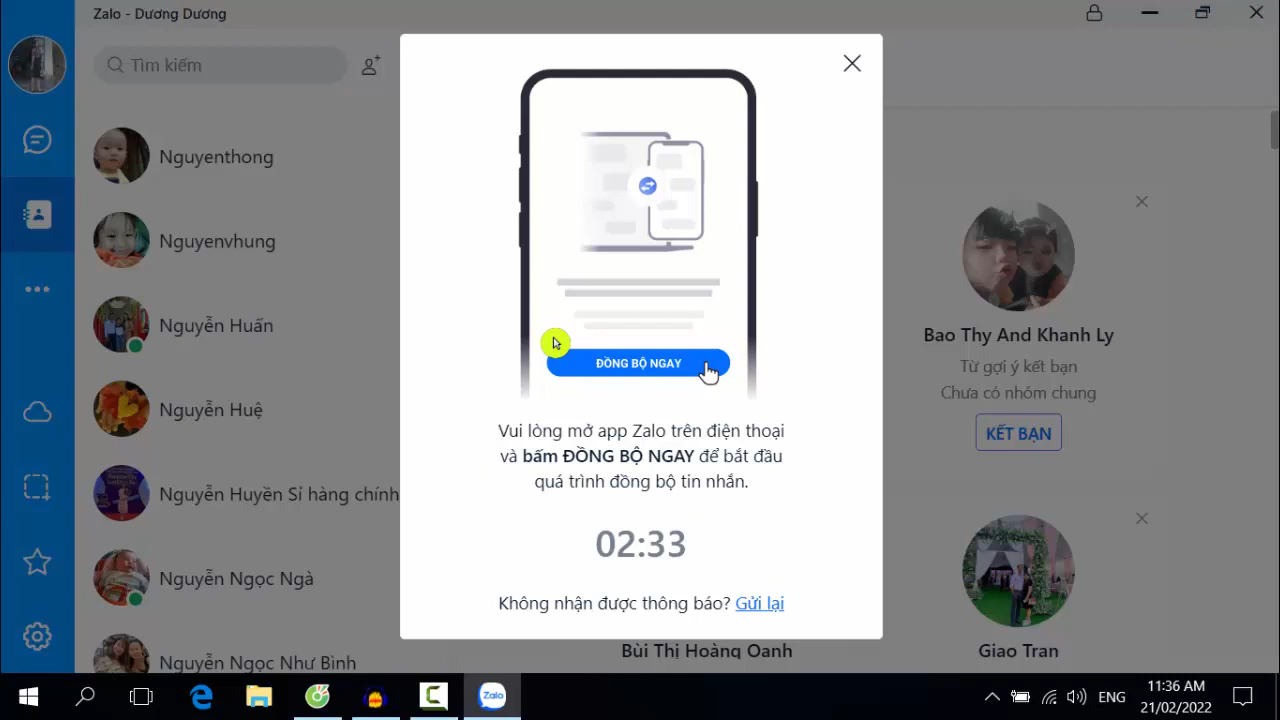 Zalo - Dương Dương
Tìm kiếm
Nguyenthong
Nguyenvhung
Nguyễn Huấn
Nguyễn Huệ
Nguyễn Huyền Sỉ hàng chính
Nguyễn Ngọc Ngà
Nguyễn Ngọc Như Bình
ĐỒNG BỘ NGAY
Vui lòng mở app Zalo trên điện thoại
và bấm ĐỒNG BỘ NGAY để bắt đầu
quá trình đồng bộ tin nhắn.
02:33
Không nhận được thông báo? Gửi lại
Bùi Thị Hoàng Oanh
Bao Thy And Khanh Ly
Từ gợi ý kết bạn
Chưa có nhóm chung
KẾT BẠN
Giao Tran
Zalo
ENG
11:36 AM
21/02/2022